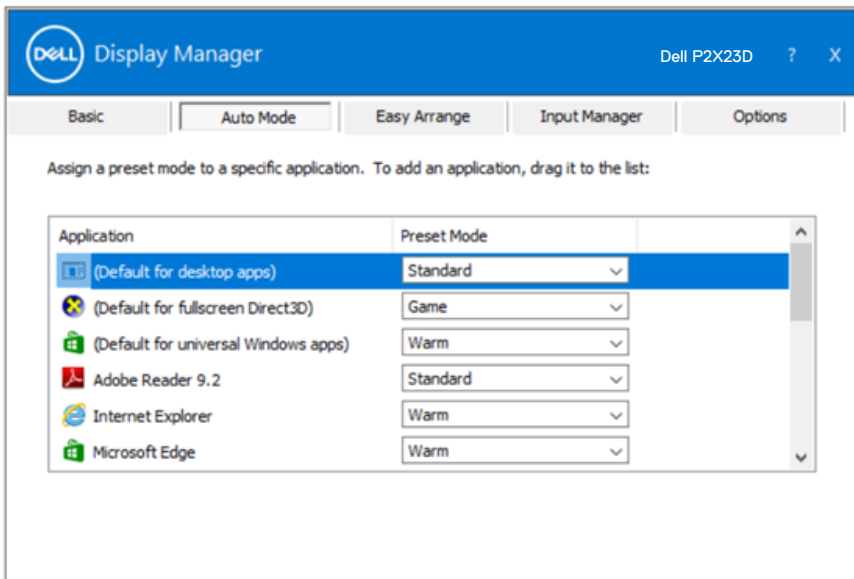 DELL Display Manager Dell P2X23D ? X
Basic Auto Mode Easy Arrange Input Manager Options
Assign a preset mode to a specific application. To add an application, drag it to the list:
Application Preset Mode
(Default for desktop apps) Standard
(Default for fullscreen Direct3D) Game
(Default for universal Windows apps) Warm
Adobe Reader 9.2 Standard
Internet Explorer Warm
Microsoft Edge Warm